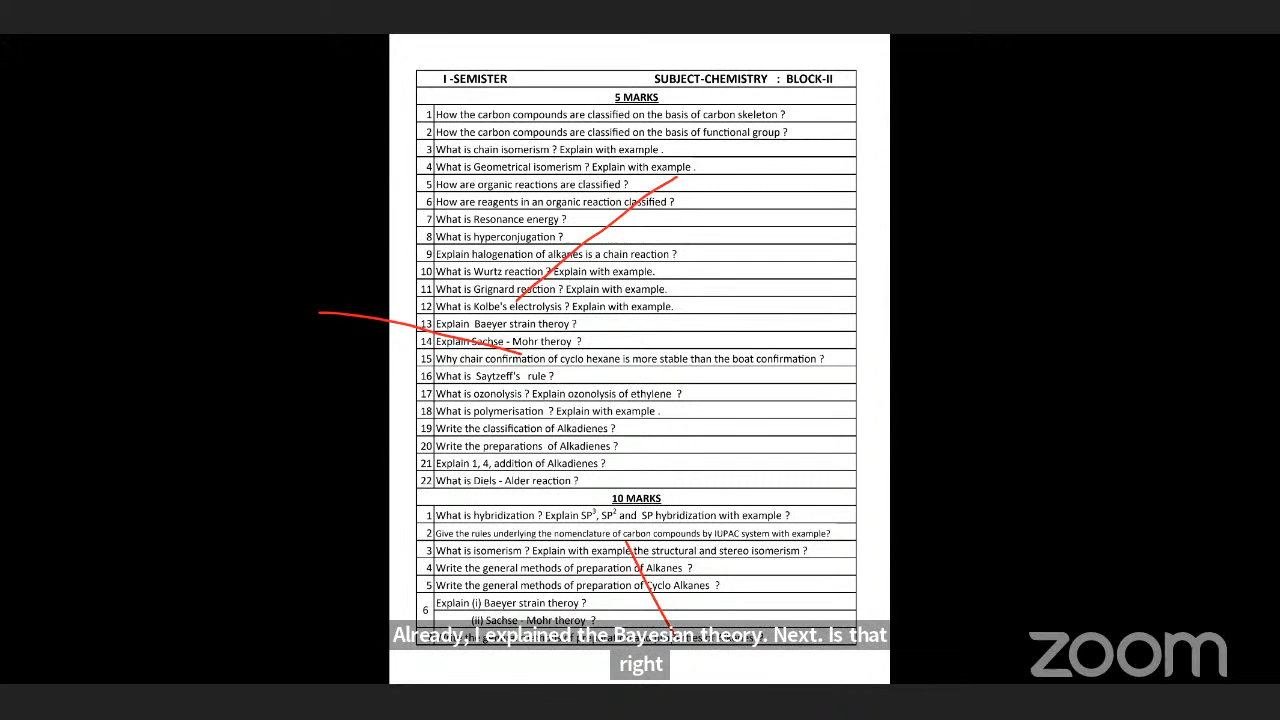 I -SEMISTER SUBJECT-CHEMISTRY : BLOCK-II
5 MARKS
1 How the carbon compounds are classified on the basis of carbon skeleton ?
2 How the carbon compounds are classified on the basis of functional group ?
3 What is chain isomerism ? Explain with example .
4 What is Geometrical isomerism ? Explain with example .
5 How are organic reactions are classified ?
6 How are reagents in an organic reaction classified ?
7 What is Resonance energy ?
8 What is hyperconjugation ?
9 Explain halogenation of alkanes is a chain reaction ?
10 What is Wurtz reaction ? Explain with example.
11 What is Grignard reaction ? Explain with example.
12 What is Kolbe's electrolysis ? Explain with example.
13 Explain Baeyer strain theroy ?
14 Explain Sachse - Mohr theroy ?
15 Why chair confirmation of cyclo hexane is more stable than the boat confirmation ?
16 What is Saytzeff's rule ?
17 What is ozonolysis ? Explain ozonolysis of ethylene ?
18 What is polymerisation ? Explain with example .
19 Write the classification of Alkadienes ?
20 Write the preparations of Alkadienes ?
21 Explain 1, 4, addition of Alkadienes ?
22 What is Diels - Alder reaction ?
10 MARKS
1 What is hybridization ? Explain SP³, SP² and SP hybridization with example ?
2 Give the rules underlying the nomenclature of carbon compounds by IUPAC system with example?
3 What is isomerism ? Explain with example the structural and stereo isomerism ?
4 Write the general methods of preparation of Alkanes ?
5 Write the general methods of preparation of Cyclo Alkanes ?
6 Explain (i) Baeyer strain theroy ?
(ii) Sachse - Mohr theroy ?
Already, I explained the Bayesian theory. Next. Is that
right
zoom